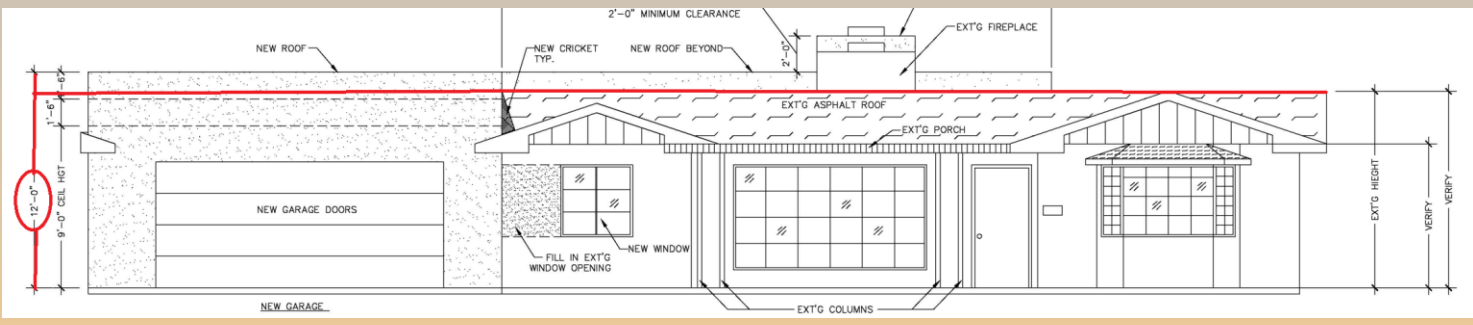 2'-0" MINIMUM CLEARANCE
EXT'G FIREPLACE
NEW ROOF
NEW CRICKET
TYP.
NEW ROOF BEYOND
2'-0"
1'-6"
1'-6"
EXT'G ASPHALT ROOF
EXT'G PORCH
12'-0"
9'-0" CEIL HGT
NEW GARAGE DOORS
NEW WINDOW
FILL IN EXT'G
WINDOW OPENING
EXT'G HIEGHT
VERIFY
VERIFY
NEW GARAGE
EXT'G COLUMNS